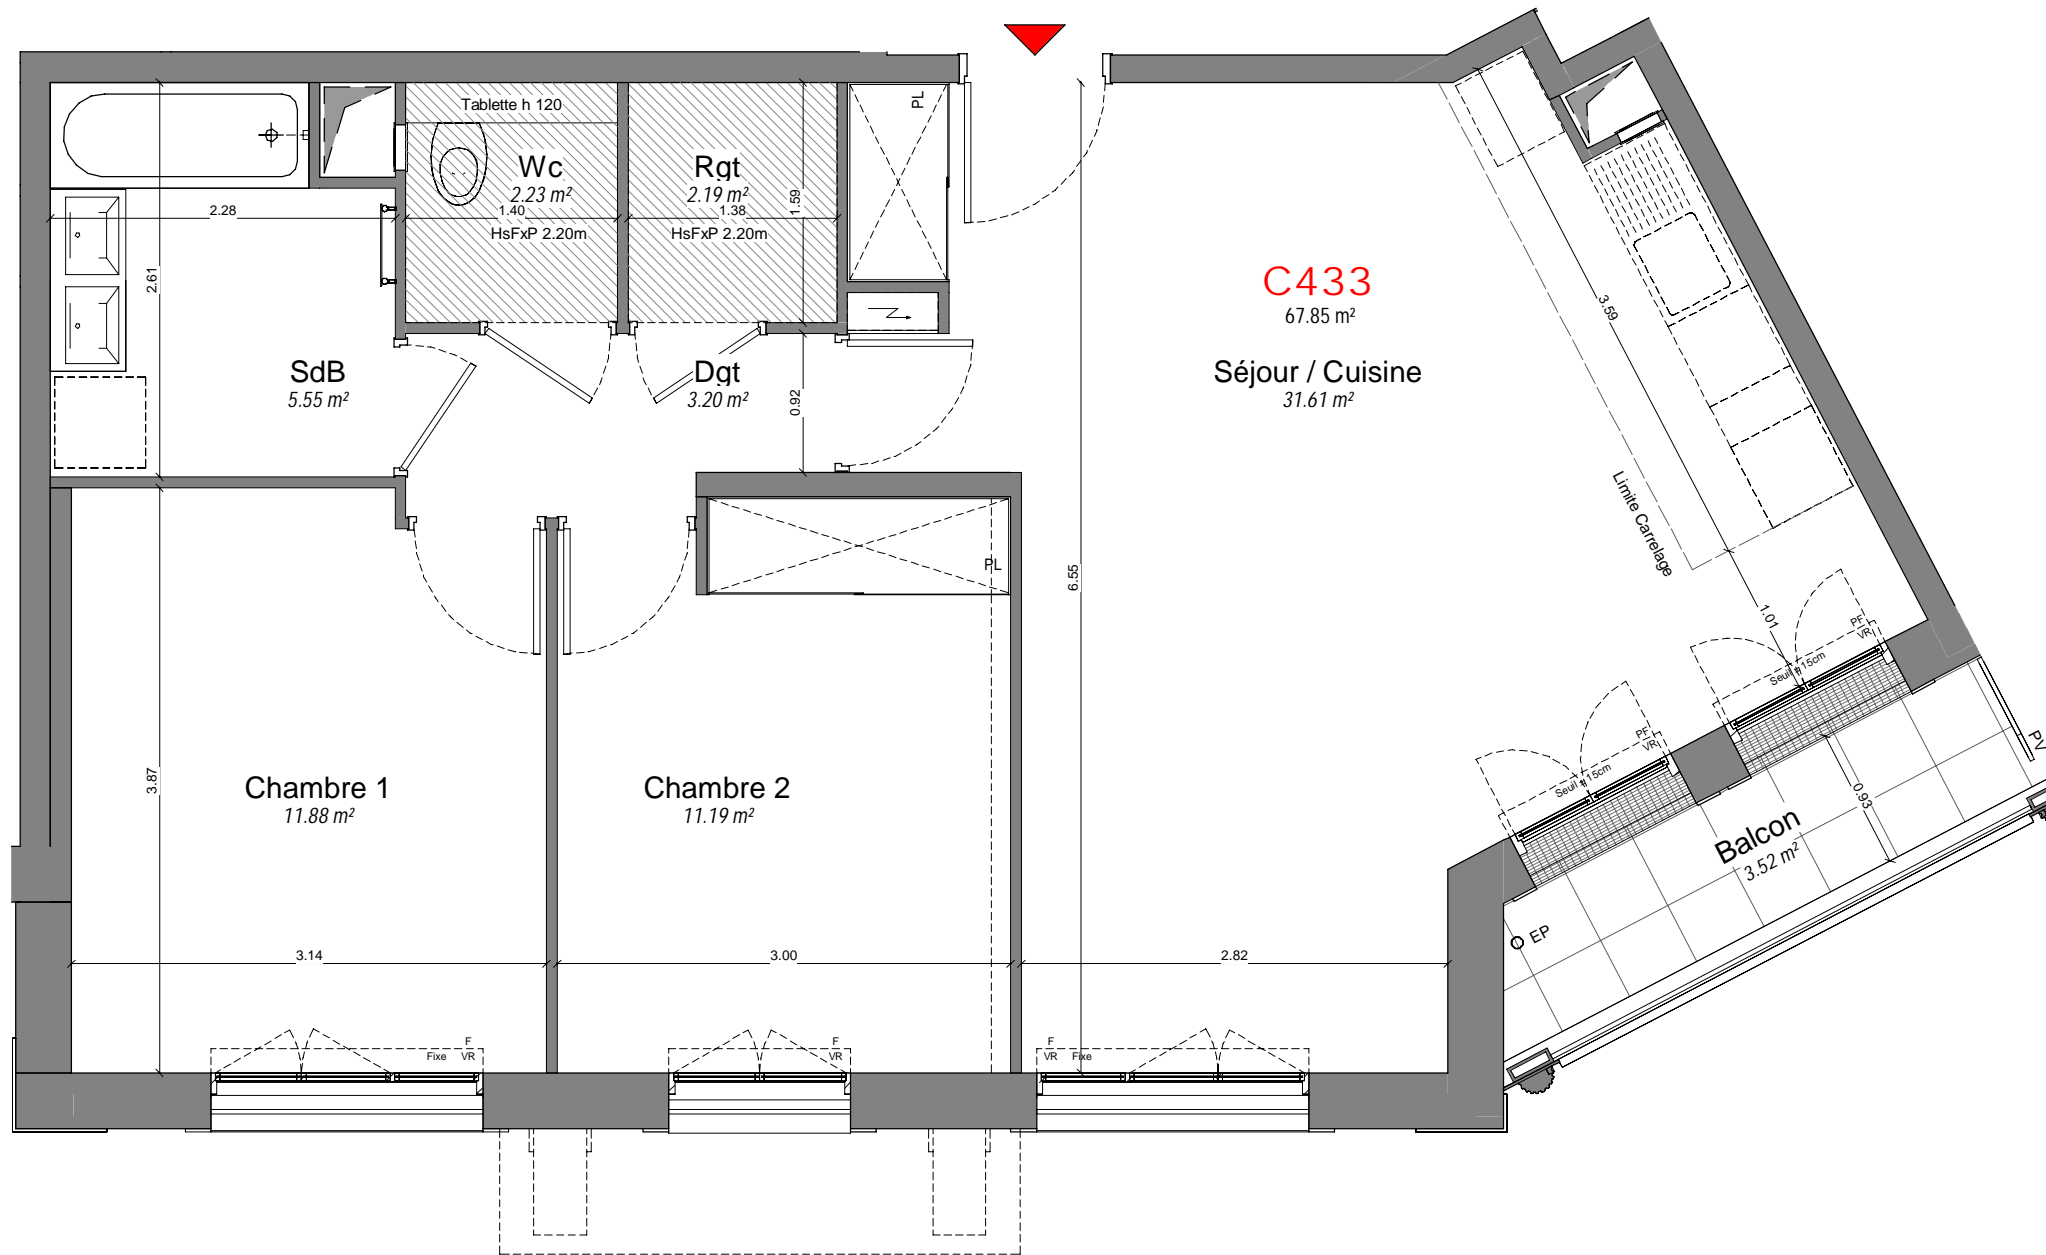 Tablette h 120
PL
Wc
2.23 m²
1.40
HsFxP 2.20m
Rgt
2.19 m²
1.38
HsFxP 2.20m
1.59
2.28
2.61
C433
67.85 m²
3.59
SdB
5.55 m²
Dgt
3.20 m²
0.92
Séjour / Cuisine
31.61 m²
Limite Carrelage
PL
6.55
1.01
PF
VR
Seuil # 15cm
PF
VR
Seuil # 15cm
PV
0.93
Chambre 1
11.88 m²
3.87
Chambre 2
11.19 m²
Balcon
3.52 m²
EP
3.14
3.00
2.82
Fixe
F
VR
F
VR
F
VR
Fixe